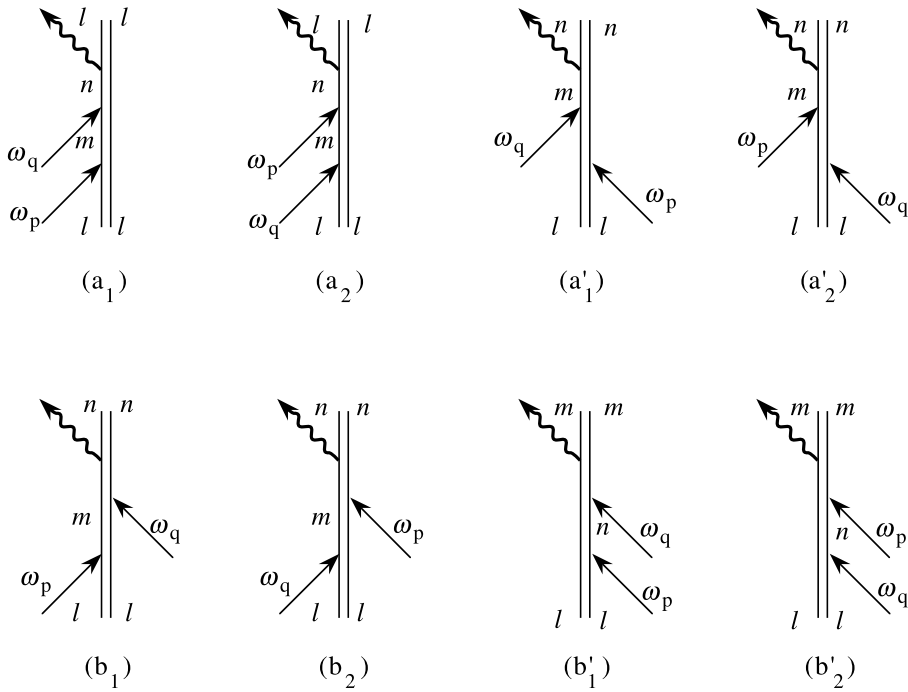 l l l l n n n n
n n m m
ω_q m ω_p m ω_q ω_p
ω_p ω_q ω_p ω_q
l l l l l l l l
(a_1) (a_2) (a'_1) (a'_2)
n n n n m m m m
m ω_q m ω_p n ω_q n ω_p
ω_p ω_q ω_p ω_q
l l l l l l l l
(b_1) (b_2) (b'_1) (b'_2)